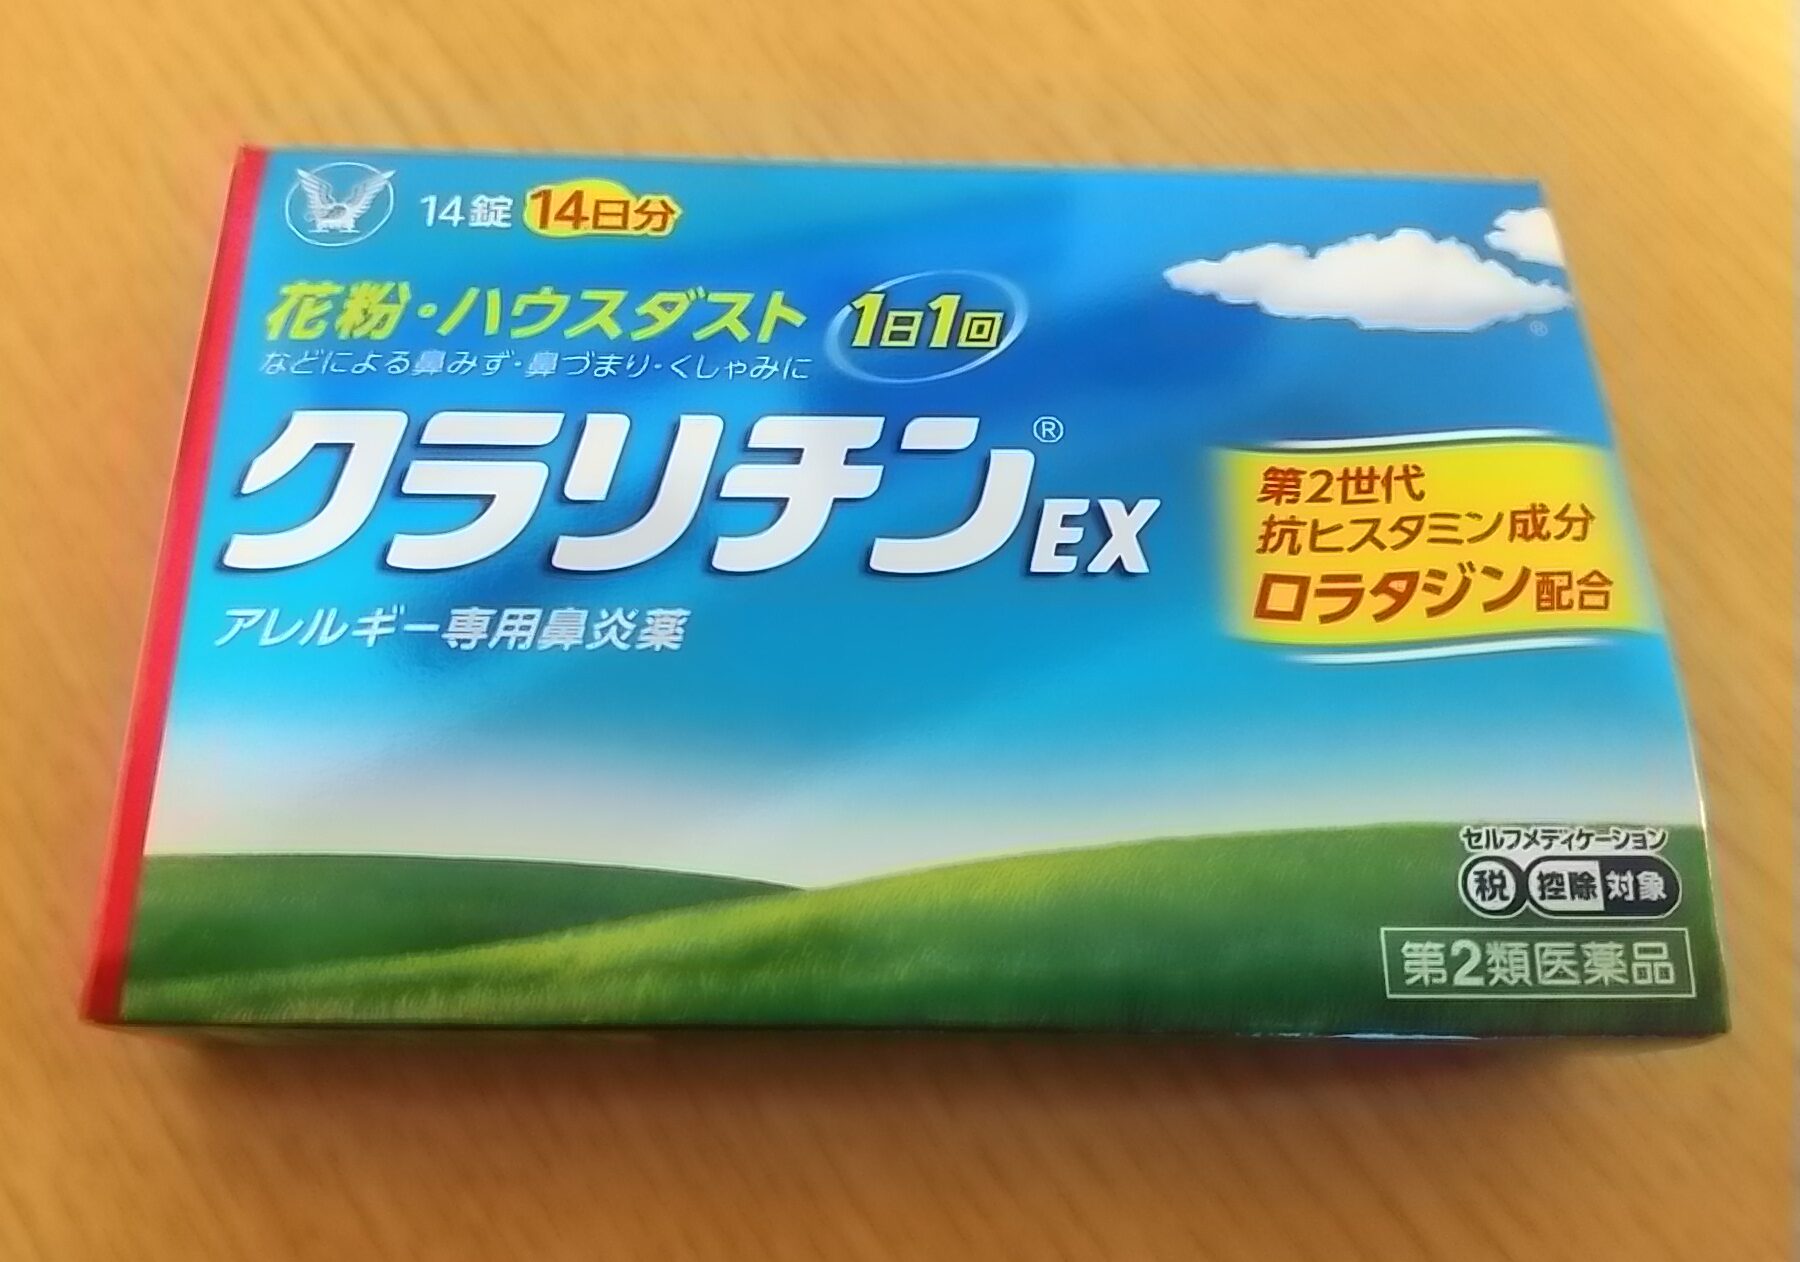 14錠 14日分
花粉・ハウスダスト 1日1回
などによる鼻みず・鼻づまり・くしゃみに
クラリチン® EX
アレルギー専用鼻炎薬
®
第2世代
抗ヒスタミン成分
ロラタジン配合
セルフメディケーション
税 控除 対象
第2類医薬品